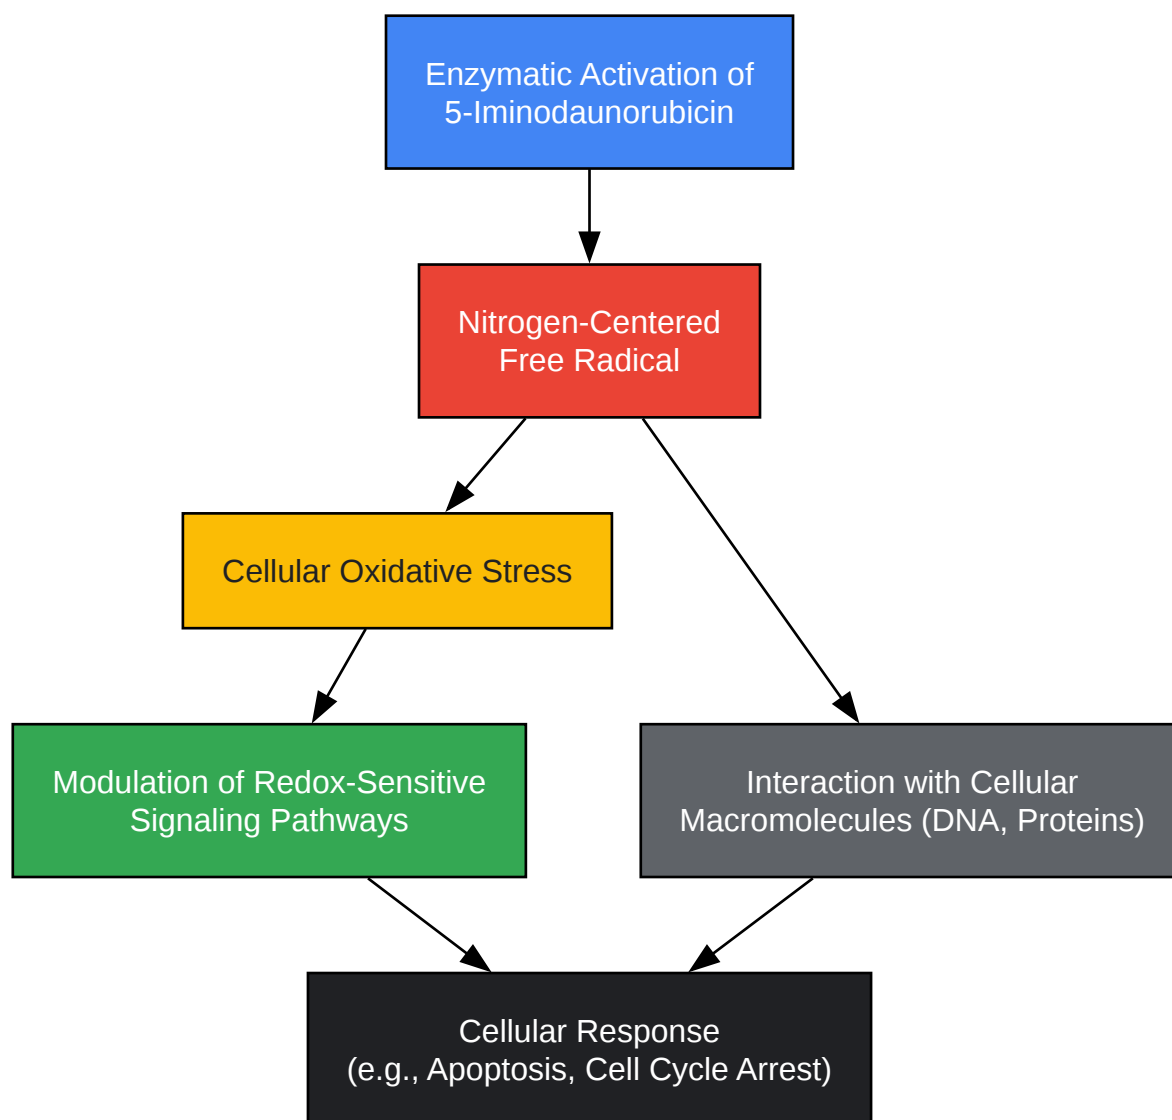 Enzymatic Activation of
5-Iminodaunorubicin
Nitrogen-Centered
Free Radical
Cellular Oxidative Stress
Modulation of Redox-Sensitive
Signaling Pathways
Interaction with Cellular
Macromolecules (DNA, Proteins)
Cellular Response
(e.g., Apoptosis, Cell Cycle Arrest)